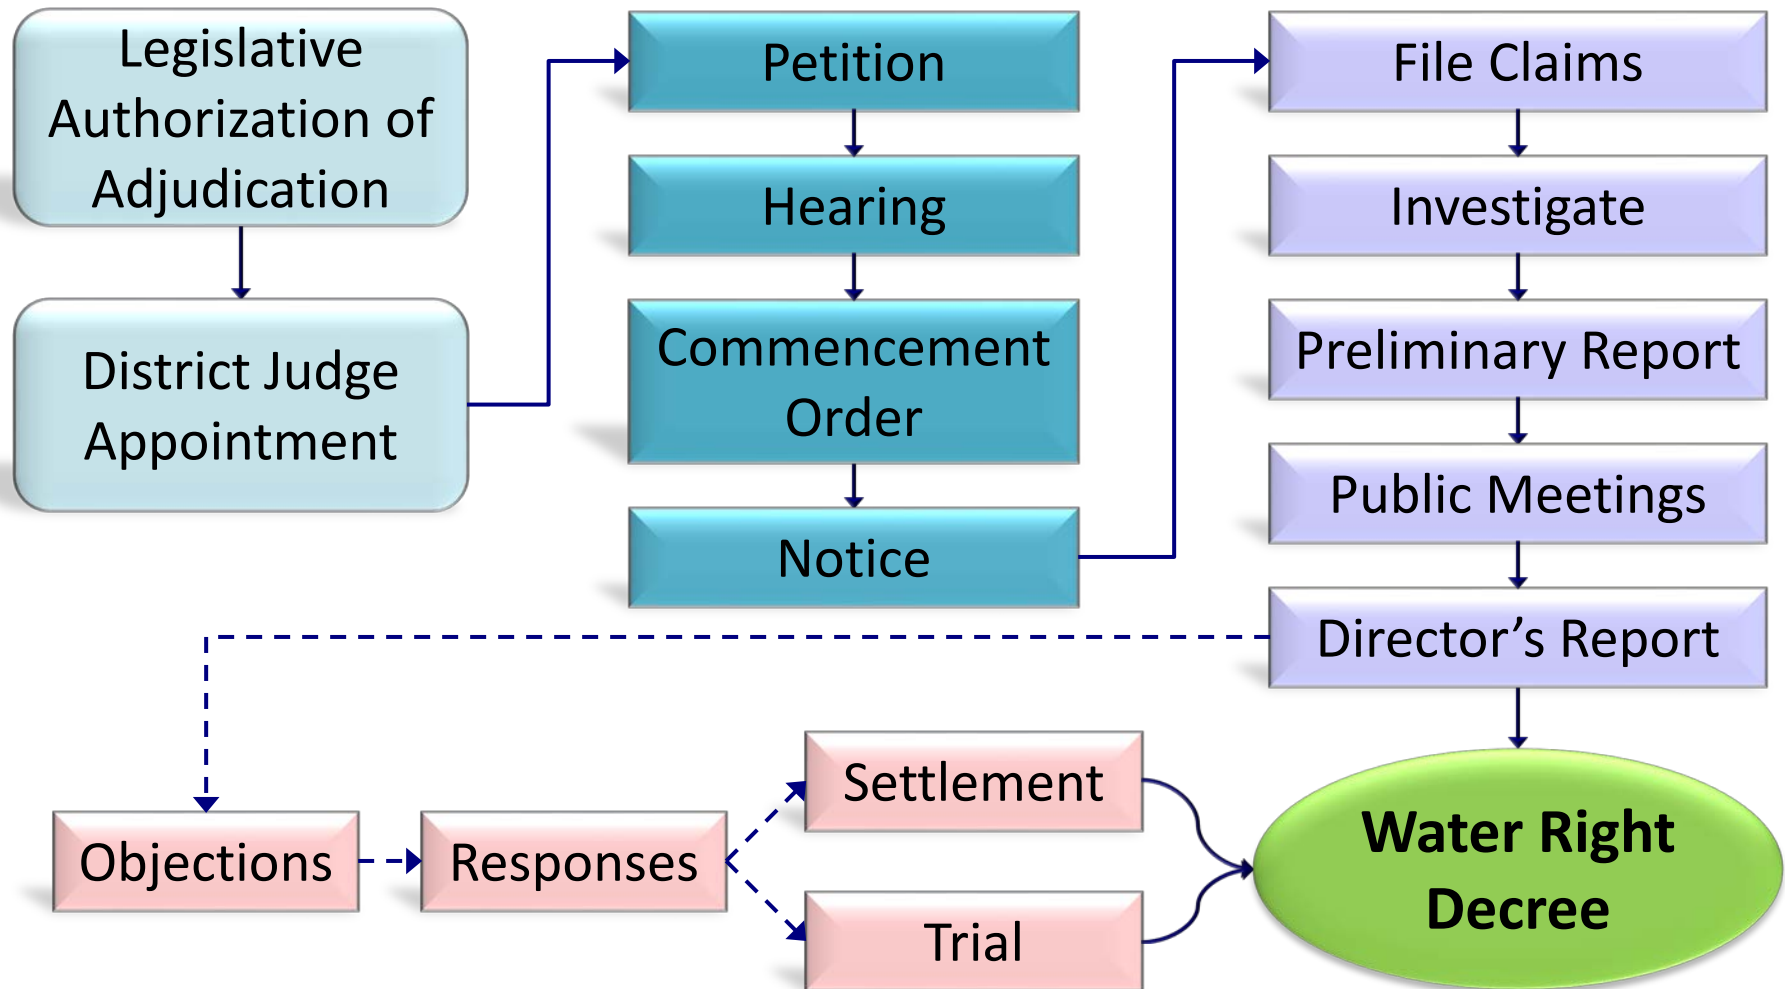 Legislative
Authorization of
Adjudication
District Judge
Appointment
Petition
Hearing
Commencement
Order
Notice
File Claims
Investigate
Preliminary Report
Public Meetings
Director’s Report
Objections
Responses
Settlement
Trial
Water Right
Decree